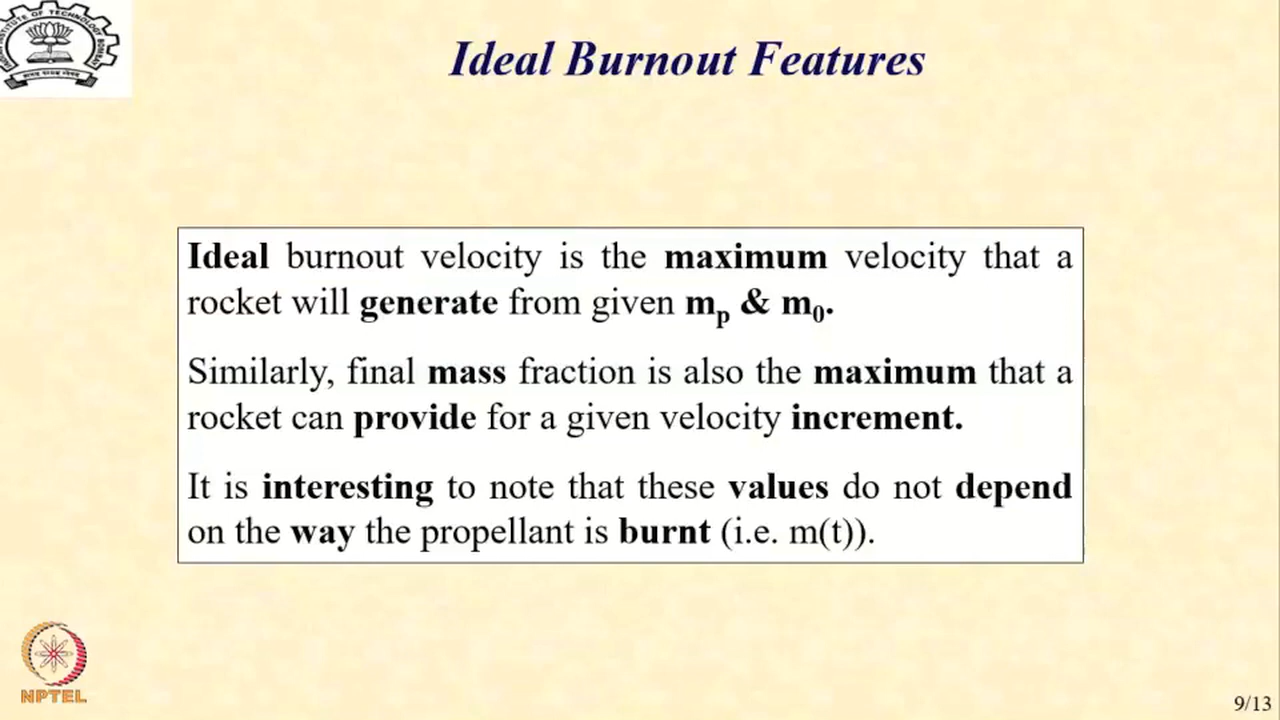 Ideal Burnout Features
Ideal burnout velocity is the maximum velocity that a
rocket will generate from given mp & m0.
Similarly, final mass fraction is also the maximum that a
rocket can provide for a given velocity increment.
It is interesting to note that these values do not depend
on the way the propellant is burnt (i.e. m(t)).
NPTEL
9/13